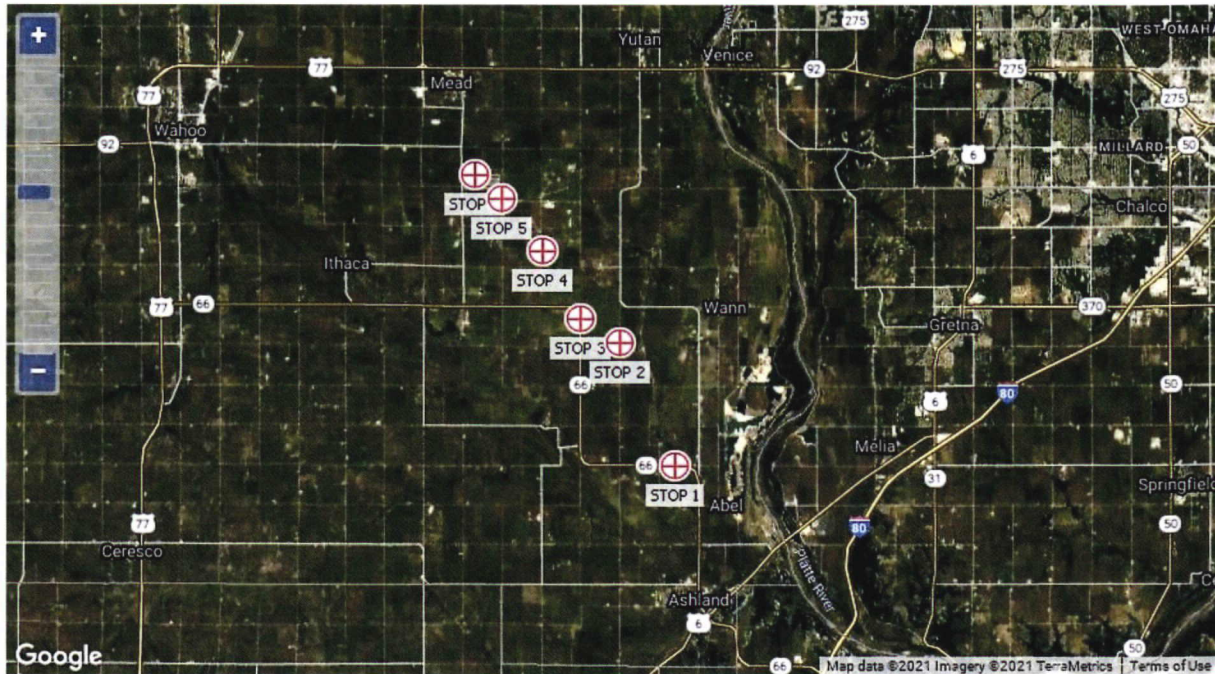 +
275
WEST OMAHA
Yutan
Venice
77
92
275
Mead
77
275
Wahoo
92
6
MILLARD
50
STOP
STOP 5
Chalco
STOP 4
Ithaca
77
66
Wann
370
Gretna
STOP 3
STOP 2
66
50
80
6
Melia
66
STOP 1
31
Springfield
Abel
77
80
50
Ceresco
Platte River
Ashland
6
50
66
Google
Map data ©2021 Imagery ©2021 TerraMetrics
Terms of Use